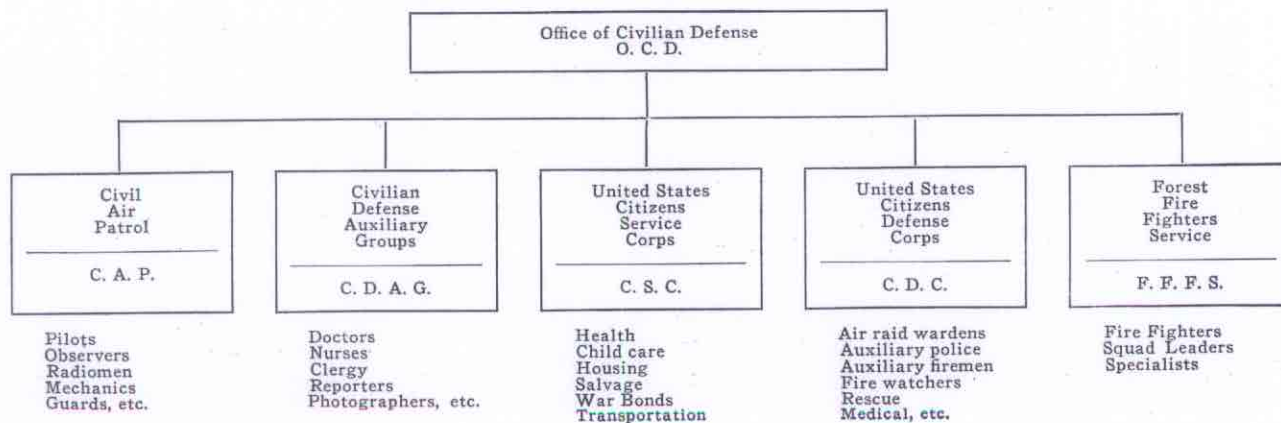 Office of Civilian Defense
O. C. D.
Civil
Air
Patrol
C. A. P.
Pilots
Observers
Radiomen
Mechanics
Guards, etc.
Civilian
Defense
Auxiliary
Groups
C. D. A. G.
Doctors
Nurses
Clergy
Reporters
Photographers, etc.
United States
Citizens
Service
Corps
C. S. C.
Health
Child care
Housing
Salvage
War Bonds
Transportation
United States
Citizens
Defense
Corps
C. D. C.
Air raid wardens
Auxiliary police
Auxiliary firemen
Fire watchers
Rescue
Medical, etc.
Forest
Fire
Fighters
Service
F. F. F. S.
Fire Fighters
Squad Leaders
Specialists